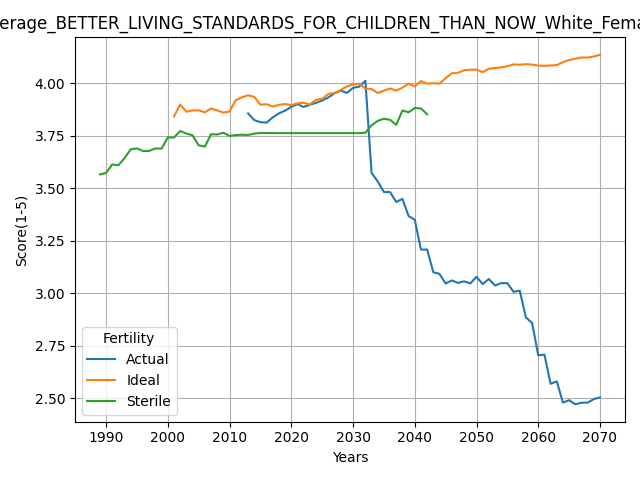 erage_BETTER_LIVING_STANDARDS_FOR_CHILDREN_THAN_NOW_White_Fema
Score(1-5)
4.00
3.75
3.50
3.25
3.00
2.75
2.50
Fertility
Actual
Ideal
Sterile
1990 2000 2010 2020 2030 2040 2050 2060 2070
Years